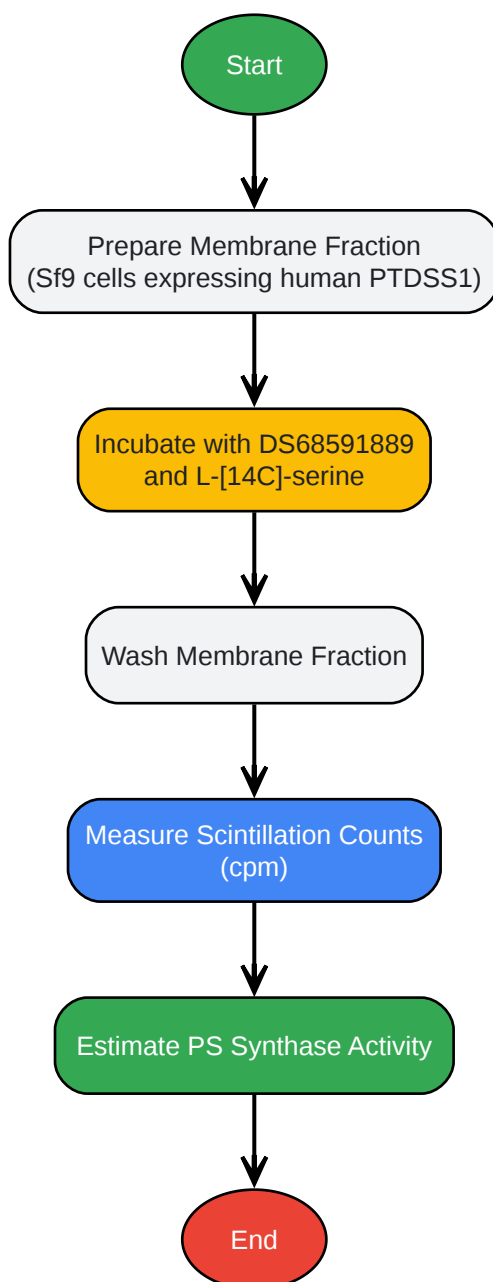 Start
Prepare Membrane Fraction
(Sf9 cells expressing human PTDSS1)
Incubate with DS68591889
and L-[14C]-serine
Wash Membrane Fraction
Measure Scintillation Counts
(cpm)
Estimate PS Synthase Activity
End